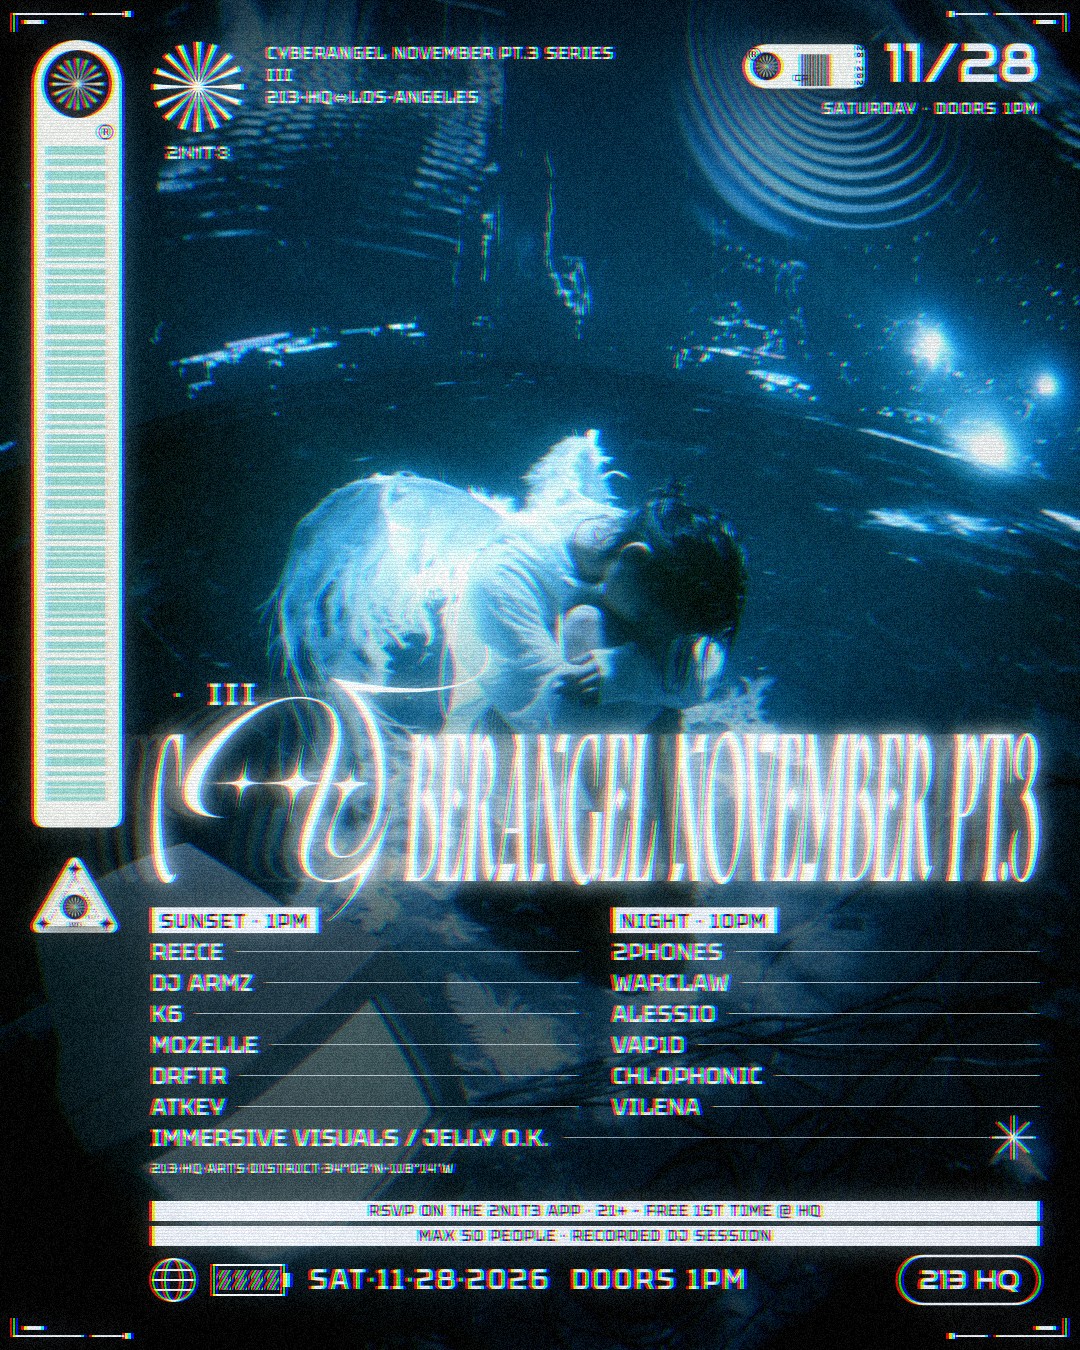 CYBERANGEL NOVEMBER PT.3 SERIES
III
213-HQ∞LOS-ANGELES
2NIT3
11/28
SATURDAY · DOORS 1PM
®
III
CYBERANGEL NOVEMBER PT.3
SUNSET · 1PM
REECE
DJ ARMZ
K6
MOZELLE
DRFTR
ATKEY
NIGHT · 10PM
2PHONES
WARCLAW
ALESSIO
VAP1D
CHLOPHONIC
VILENA
IMMERSIVE VISUALS / JELLY O.K.
213-HQ-ARTS-DISTRICT-34°02'N-118°14'W
RSVP ON THE 2NIT3 APP · 21+ - FREE 1ST TIME @ HQ
MAX 50 PEOPLE · RECORDED DJ SESSION
SAT·11·28·2026 DOORS 1PM
213 HQ